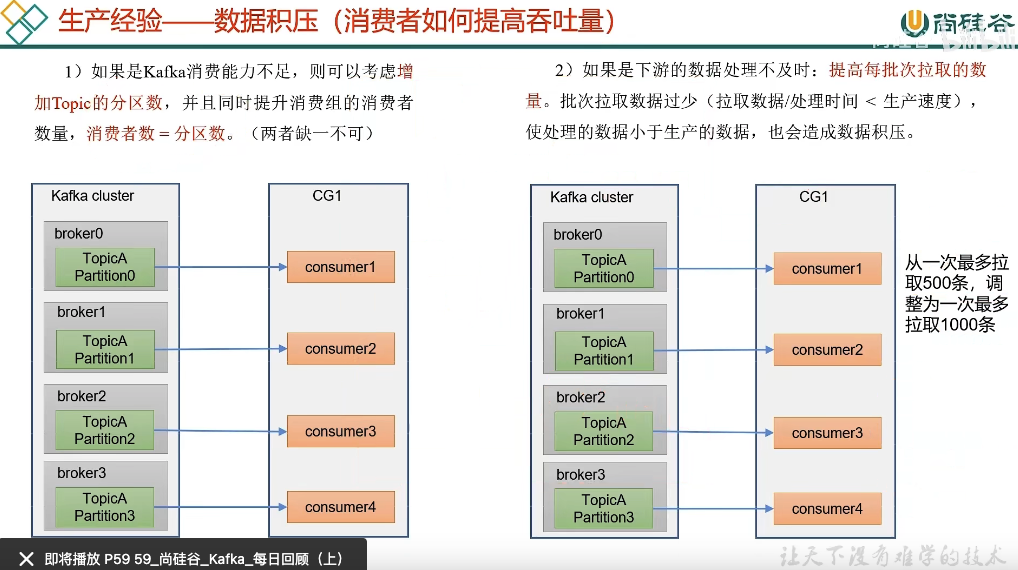 生产经验——数据积压（消费者如何提高吞吐量）
尚硅谷
1）如果是Kafka消费能力不足，则可以考虑增
加Topic的分区数，并且同时提升消费组的消费者
数量，消费者数 = 分区数。（两者缺一不可）
2）如果是下游的数据处理不及时：提高每批次拉取的数
量。批次拉取数据过少（拉取数据/处理时间 < 生产速度），
使处理的数据小于生产的数据，也会造成数据积压。
Kafka cluster
CG1
broker0
TopicA
Partition0
consumer1
broker1
TopicA
Partition1
consumer2
broker2
TopicA
Partition2
consumer3
broker3
TopicA
Partition3
consumer4
Kafka cluster
CG1
broker0
TopicA
Partition0
consumer1
broker1
TopicA
Partition1
consumer2
broker2
TopicA
Partition2
consumer3
broker3
TopicA
Partition3
consumer4
从一次最多拉
取500条，调
整为一次最多
拉取1000条
即将播放 P59 59_尚硅谷_Kafka_每日回顾（上）
让天下没有难学的技术